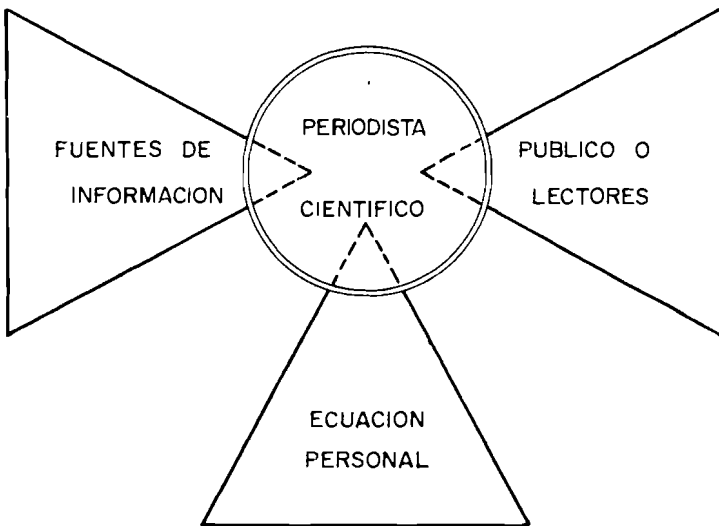 FUENTES DE
INFORMACION
PERIODISTA
CIENTIFICO
PUBLICO O
LECTORES
ECUACION
PERSONAL